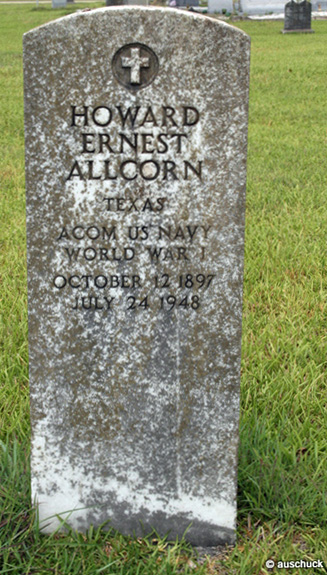 HOWARD
ERNEST
ALLCORN
TEXAS
ACOM US NAVY
WORLD WAR I
OCTOBER 12 1897
JULY 24 1948
© auschuck